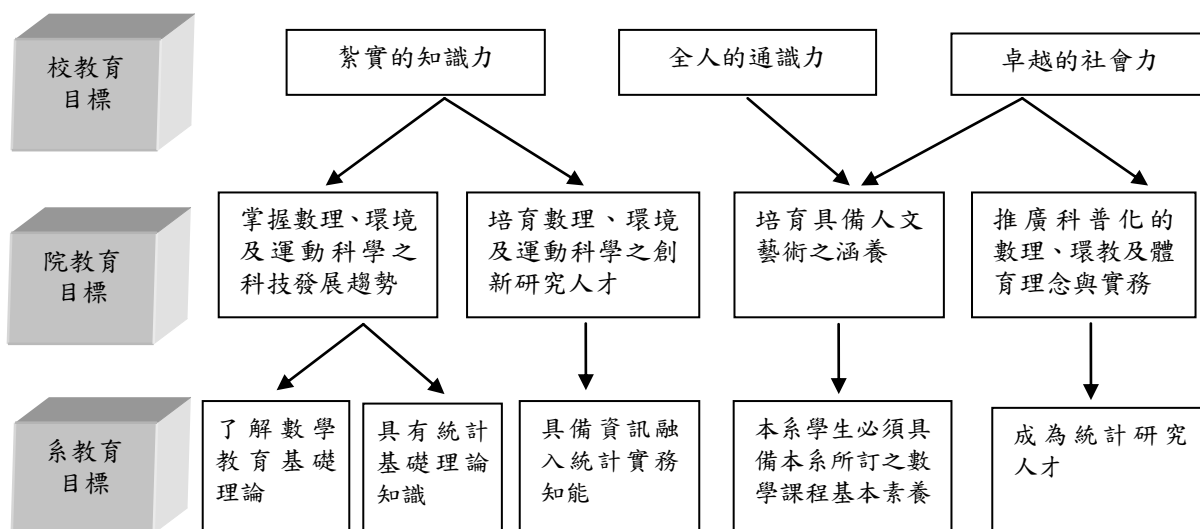 校教育
目標
紮實的知識力
全人的通識力
卓越的社會力
院教育
目標
掌握數理、環境
及運動科學之
科技發展趨勢
培育數理、環境
及運動科學之創
新研究人才
培育具備人文
藝術之涵養
推廣科普化的
數理、環教及體
育理念與實務
系教育
目標
了解數學
教育基礎
理論
具有統計
基礎理論
知識
具備資訊融
入統計實務
知能
本系學生必須具
備本系所訂之數
學課程基本素養
成為統計研究
人才